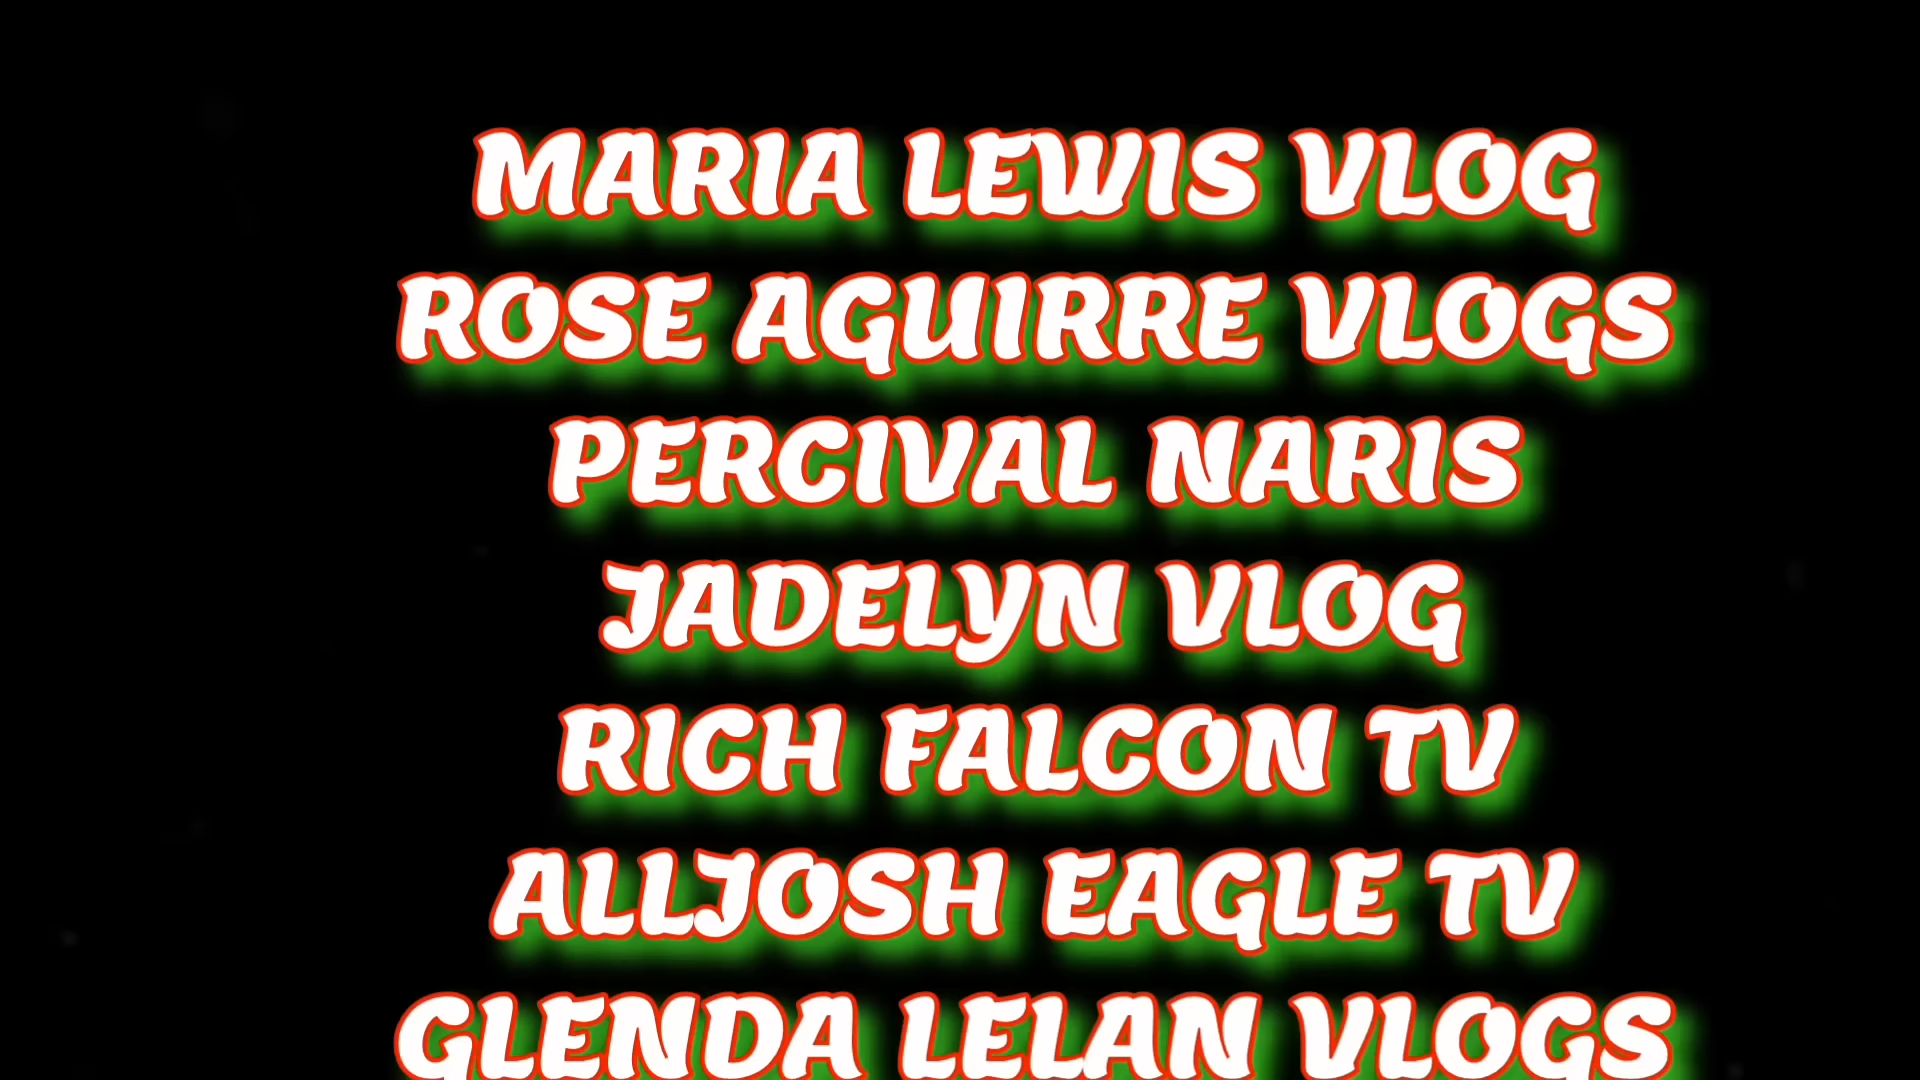 MARIA LEWIS VLOG
ROSE AGUIRRE VLOGS
PERCIVAL NARIS
JADELYN VLOG
RICH FALCON TV
ALLJOSH EAGLE TV
GLENDA LELAN VLOGS